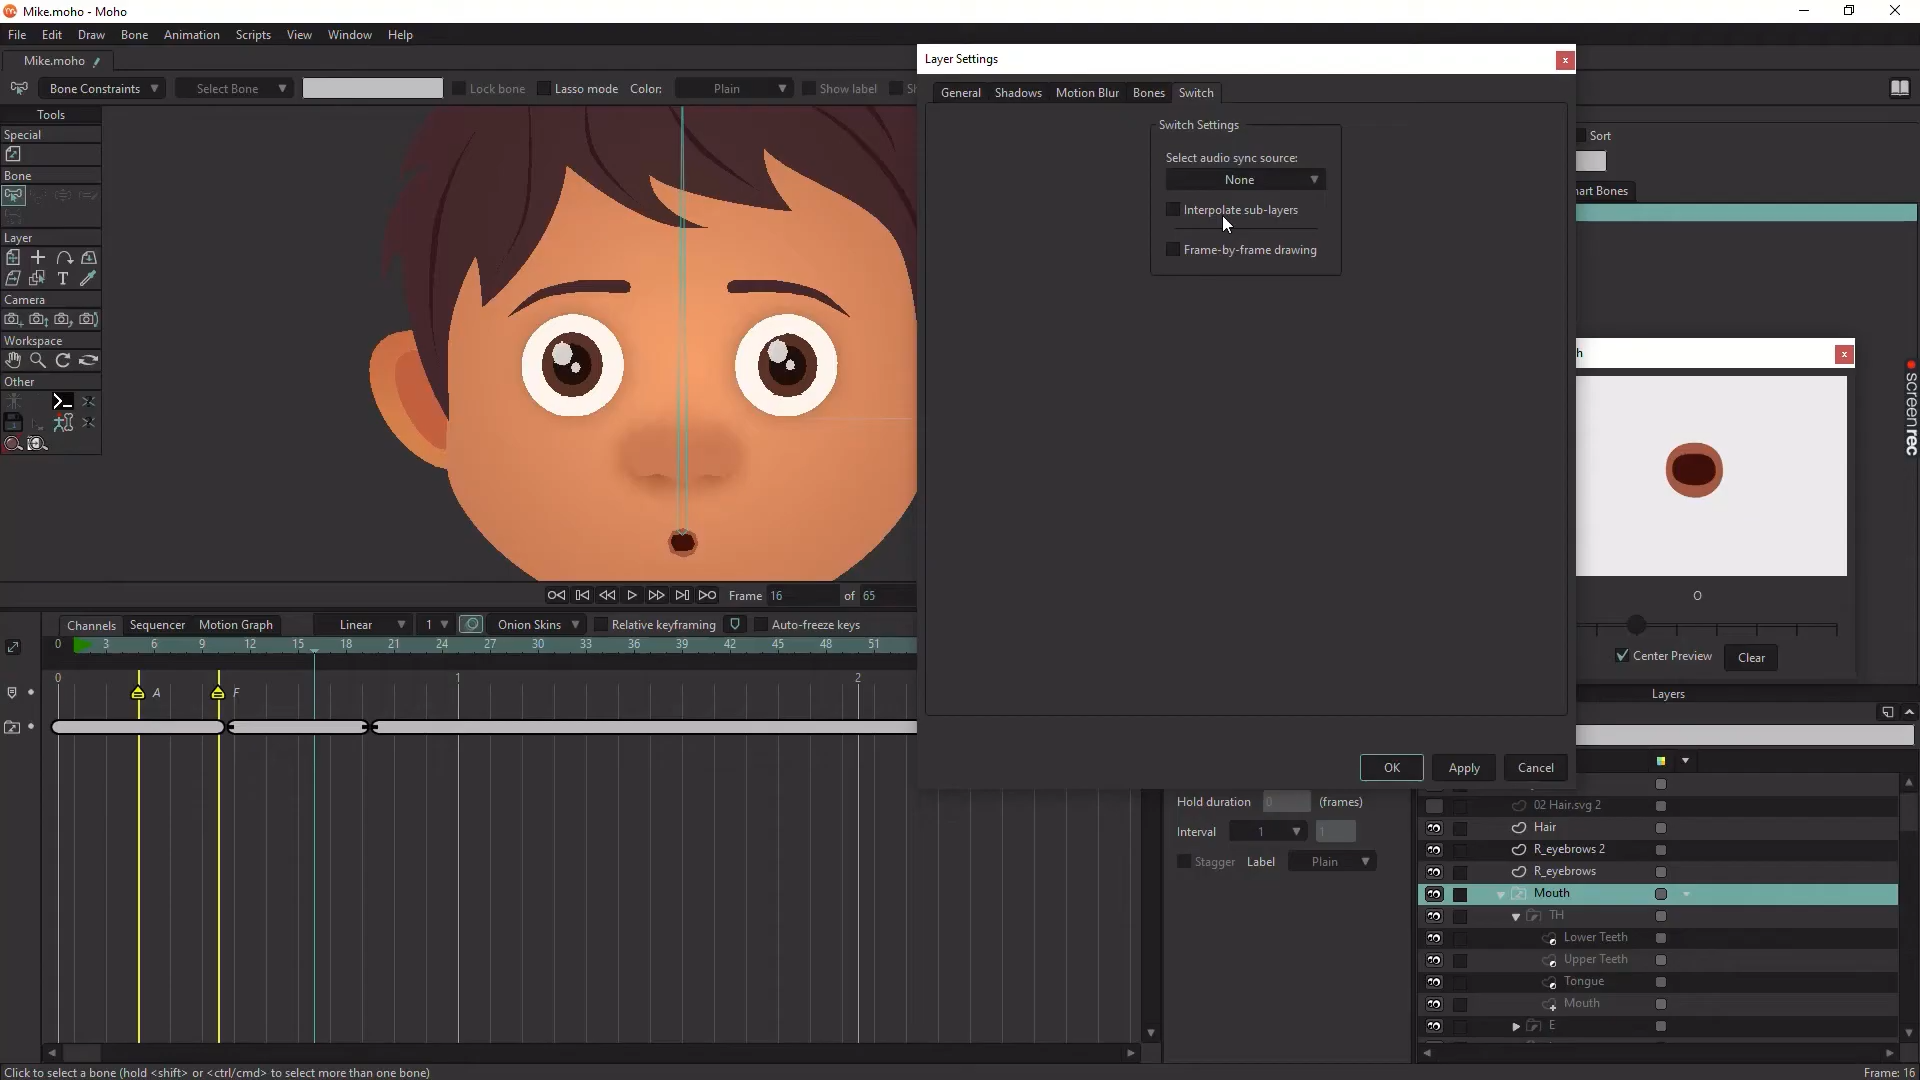 Mike.moho - Moho
File Edit Draw Bone Animation Scripts View Window Help
Mike.moho
Layer Settings
Bone Constraints
Select Bone
Lock bone
Lasso mode
Color:
Plain
Show label
Sh
General Shadows Motion Blur Bones Switch
Tools
Special
Bone
Layer
Camera
Workspace
Other
Switch Settings
Select audio sync source:
None
Interpolate sub-layers
Frame-by-frame drawing
OK Apply Cancel
Sort
art Bones
h
O
Center Preview Clear
screenrec
Frame 16 of 65
Channels Sequencer Motion Graph Linear 1 Onion Skins Relative keyframing Auto-freeze keys
0 3 6 9 12 15 18 21 24 27 30 33 36 39 42 45 48 51
0 1 2
A F
Hold duration 0 (frames)
Interval 1 1
Stagger Label Plain
Layers
02 Hair.svg 2
Hair
R_eyebrows 2
R_eyebrows
Mouth
TH
Lower Teeth
Upper Teeth
Tongue
Mouth
E
Click to select a bone (hold <shift> or <ctrl/cmd> to select more than one bone)
Frame: 16